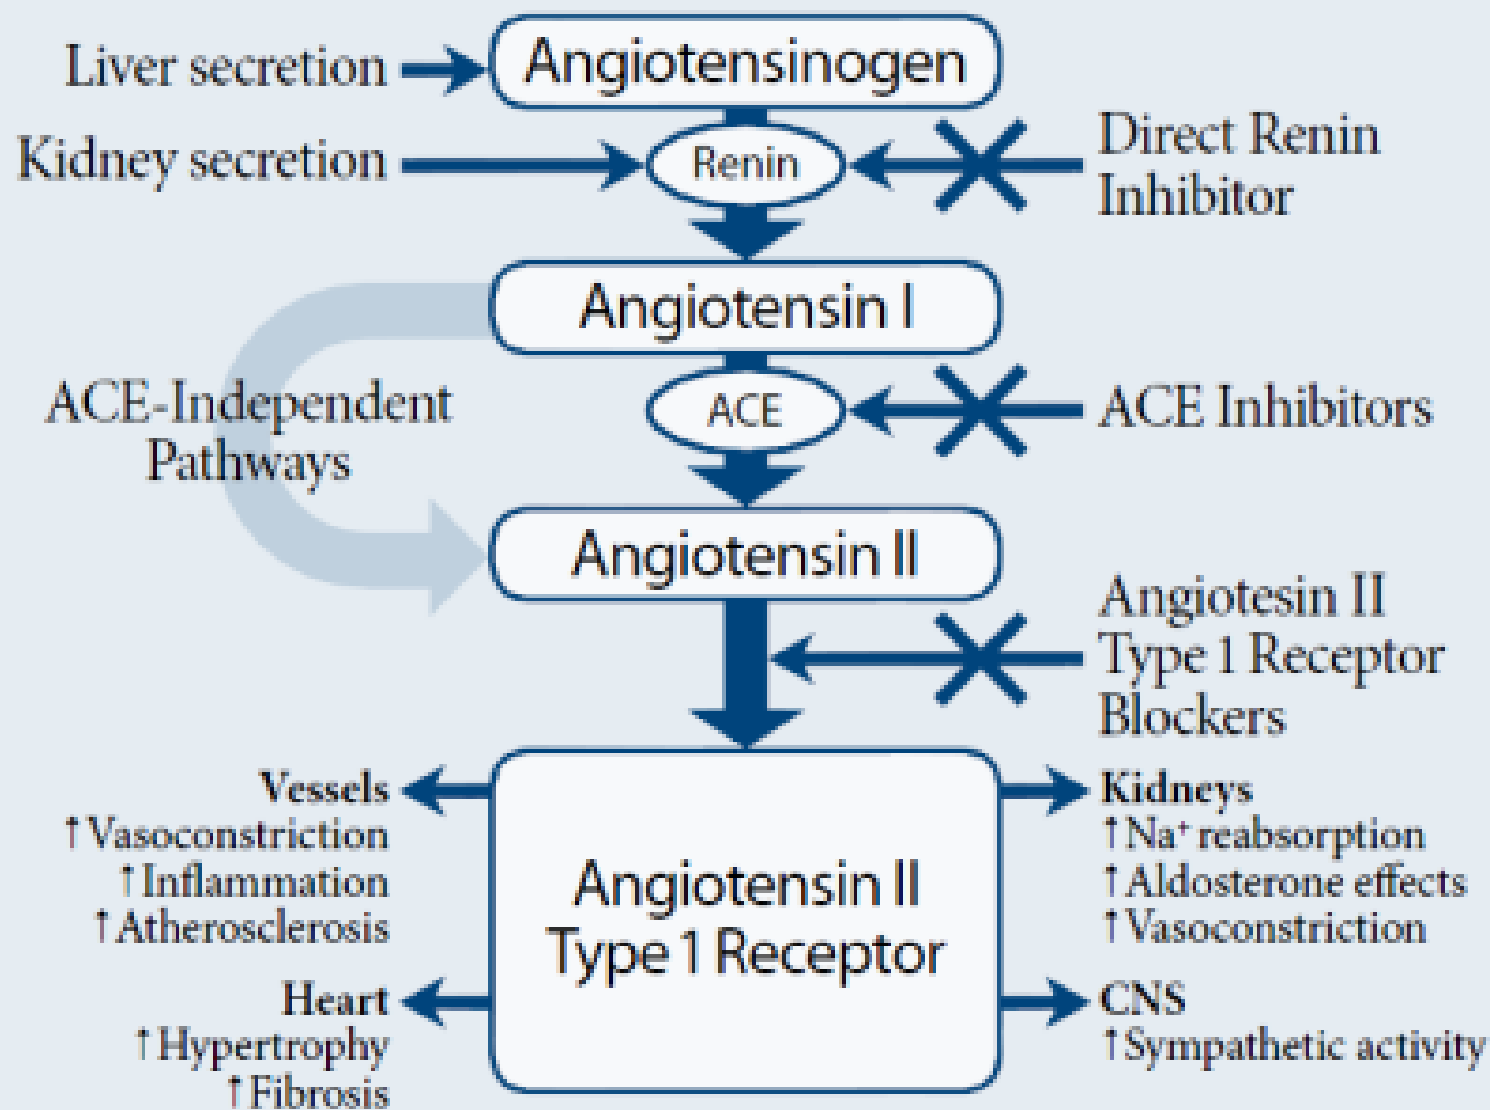 Liver secretion
Angiotensinogen
Kidney secretion
Renin
Direct Renin
Inhibitor
Angiotensin I
ACE-Independent
Pathways
ACE
ACE Inhibitors
Angiotensin II
Angiotesin II
Type 1 Receptor
Blockers
Vessels
↑Vasoconstriction
↑Inflammation
↑Atherosclerosis
Heart
↑Hypertrophy
↑Fibrosis
Angiotensin II
Type 1 Receptor
Kidneys
↑Na⁺ reabsorption
↑Aldosterone effects
↑Vasoconstriction
CNS
↑Sympathetic activity